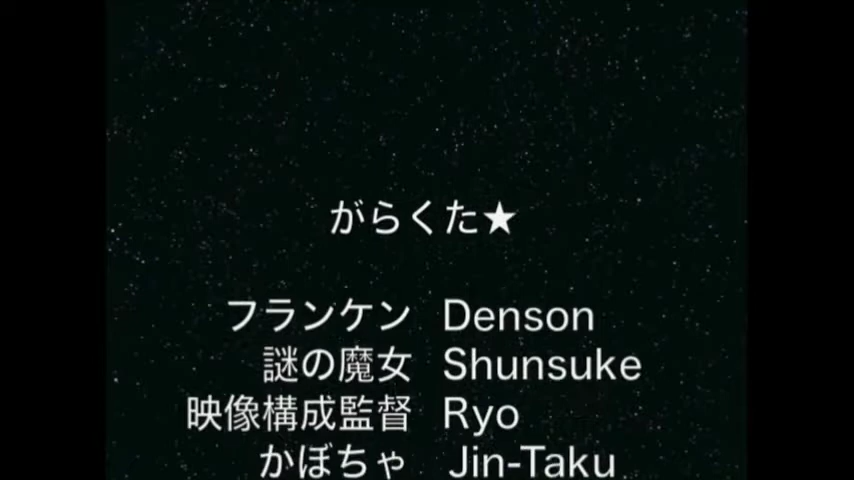 がらくた★
フランケン Denson
謎の魔女 Shunsuke
映像構成監督 Ryo
かぼちゃ Jin-Taku